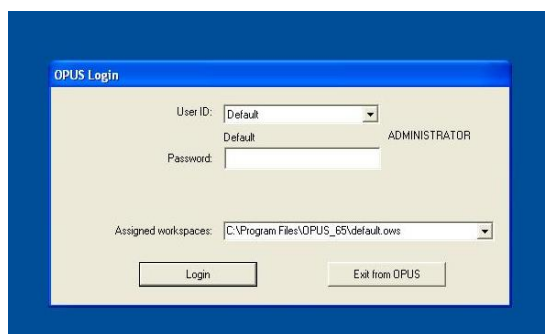 OPUS Login
User ID: Default
Default ADMINISTRATOR
Password:
Assigned workspaces: C:\Program Files\OPUS_65\default.ows
Login Exit from OPUS